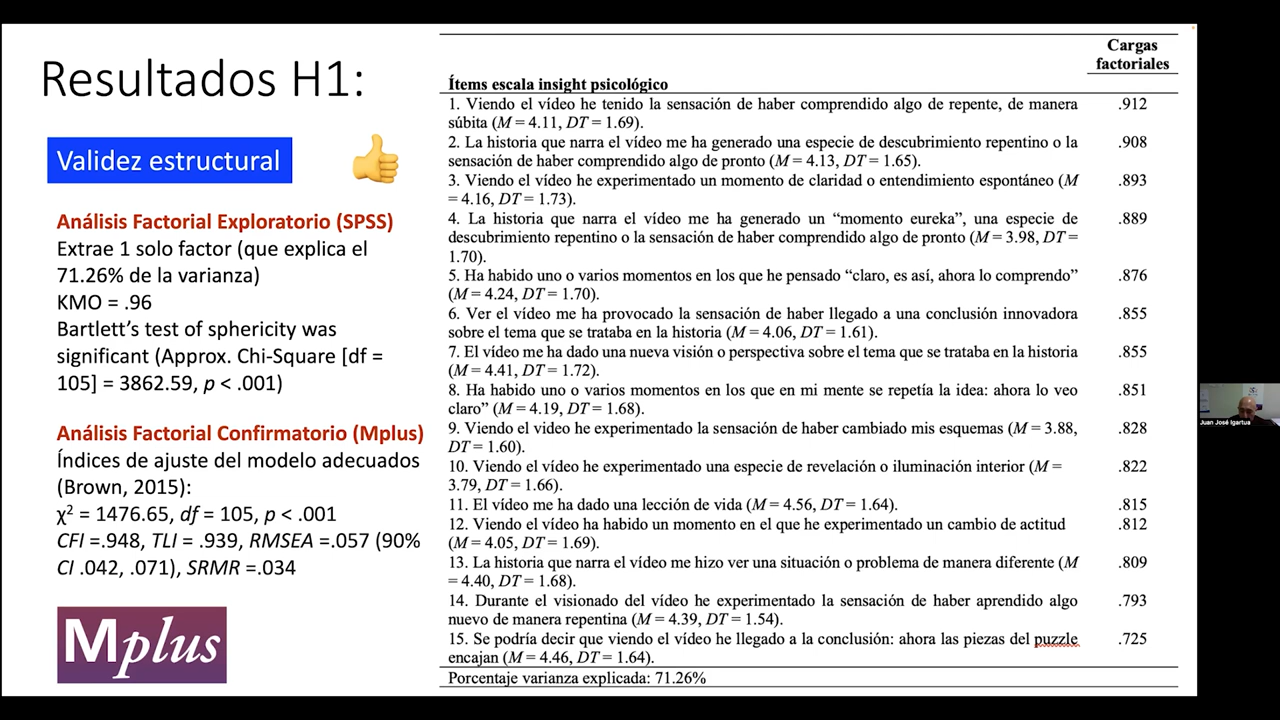 Resultados H1:
Validez estructural
Análisis Factorial Exploratorio (SPSS)
Extrae 1 solo factor (que explica el
71.26% de la varianza)
KMO = .96
Bartlett’s test of sphericity was
significant (Approx. Chi-Square [df =
105] = 3862.59, p < .001)
Análisis Factorial Confirmatorio (Mplus)
Índices de ajuste del modelo adecuados
(Brown, 2015):
χ² = 1476.65, df = 105, p < .001
CFI =.948, TLI = .939, RMSEA =.057 (90%
CI .042, .071), SRMR =.034
Mplus
Cargas
factoriales
Ítems escala insight psicológico
1. Viendo el vídeo he tenido la sensación de haber comprendido algo de repente, de manera .912
súbita (M = 4.11, DT = 1.69).
2. La historia que narra el vídeo me ha generado una especie de descubrimiento repentino o la .908
sensación de haber comprendido algo de pronto (M = 4.13, DT = 1.65).
3. Viendo el vídeo he experimentado un momento de claridad o entendimiento espontáneo (M .893
= 4.16, DT = 1.73).
4. La historia que narra el vídeo me ha generado un “momento eureka”, una especie de .889
descubrimiento repentino o la sensación de haber comprendido algo de pronto (M = 3.98, DT =
1.70).
5. Ha habido uno o varios momentos en los que he pensado “claro, es así, ahora lo comprendo” .876
(M = 4.24, DT = 1.70).
6. Ver el vídeo me ha provocado la sensación de haber llegado a una conclusión innovadora .855
sobre el tema que se trataba en la historia (M = 4.06, DT = 1.61).
7. El vídeo me ha dado una nueva visión o perspectiva sobre el tema que se trataba en la historia .855
(M = 4.41, DT = 1.72).
8. Ha habido uno o varios momentos en los que en mi mente se repetía la idea: ahora lo veo .851
claro” (M = 4.19, DT = 1.68).
9. Viendo el video he experimentado la sensación de haber cambiado mis esquemas (M = 3.88, .828
DT = 1.60).
10. Viendo el vídeo he experimentado una especie de revelación o iluminación interior (M = .822
3.79, DT = 1.66).
11. El vídeo me ha dado una lección de vida (M = 4.56, DT = 1.64). .815
12. Viendo el vídeo ha habido un momento en el que he experimentado un cambio de actitud .812
(M = 4.05, DT = 1.69).
13. La historia que narra el vídeo me hizo ver una situación o problema de manera diferente (M .809
= 4.40, DT = 1.68).
14. Durante el visionado del vídeo he experimentado la sensación de haber aprendido algo .793
nuevo de manera repentina (M = 4.39, DT = 1.54).
15. Se podría decir que viendo el vídeo he llegado a la conclusión: ahora las piezas del puzzle .725
encajan (M = 4.46, DT = 1.64).
Porcentaje varianza explicada: 71.26%
Juan José Igartua